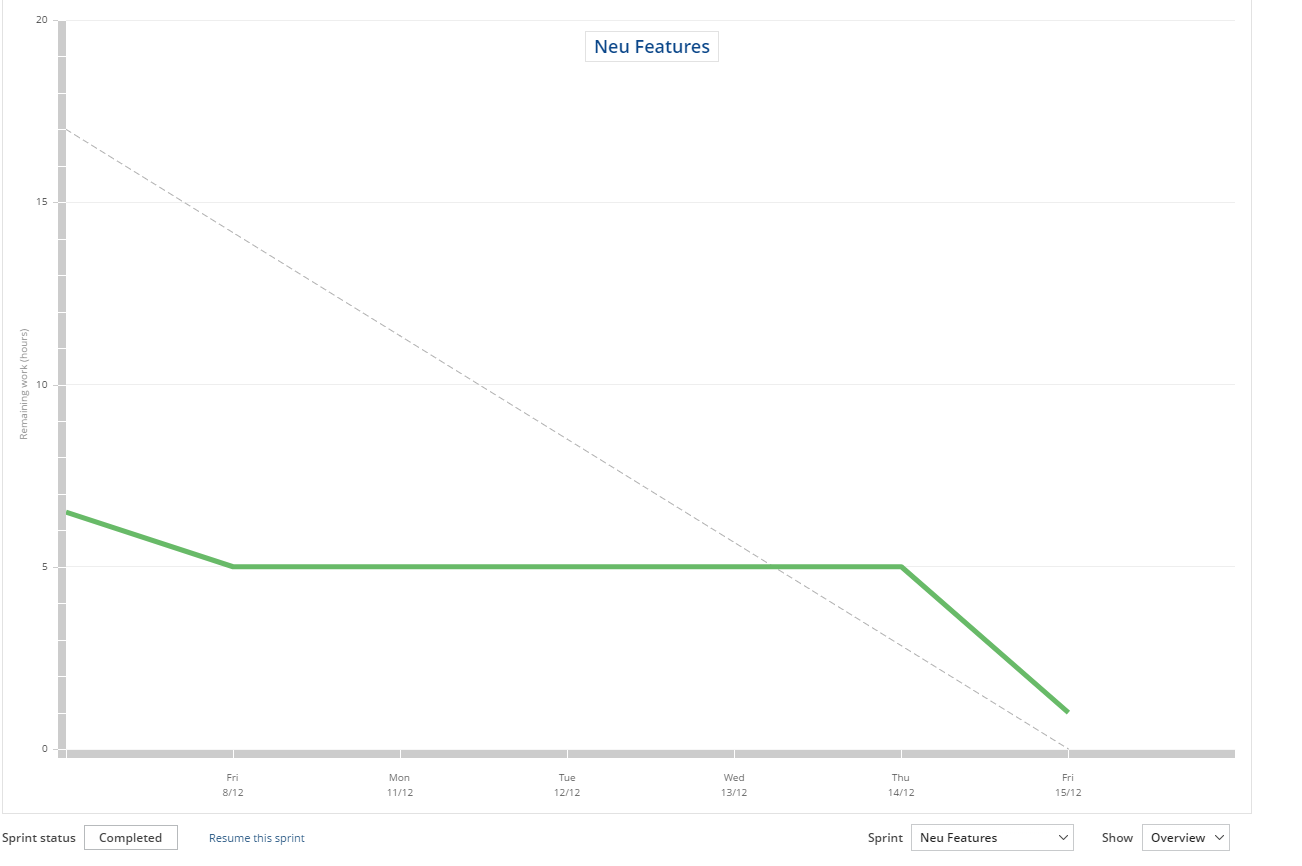 20
Neu Features
15
Remaining work (hours)
10
5
0
Fri Mon Tue Wed Thu Fri
8/12 11/12 12/12 13/12 14/12 15/12
Sprint status Completed Resume this sprint Sprint Neu Features Show Overview